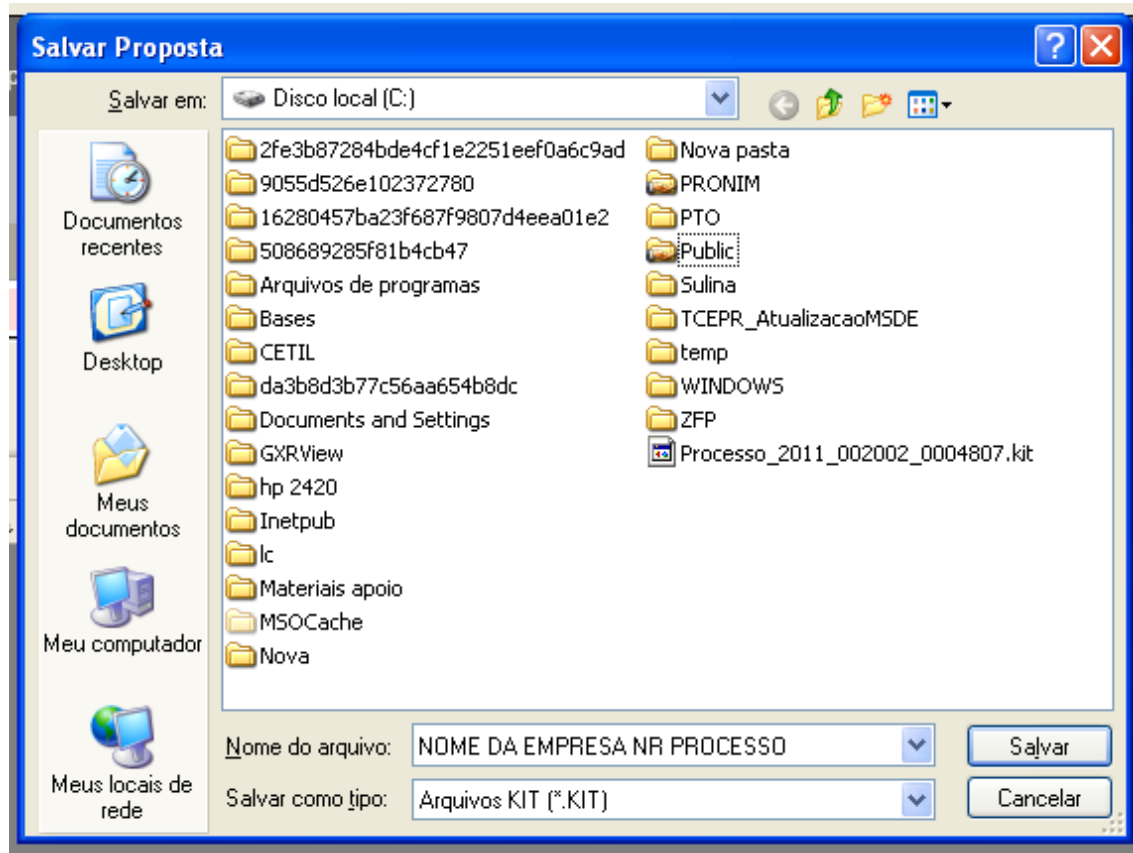 Salvar Proposta
Salvar em:
Disco local (C:)
Documentos
recentes
Desktop
Meus
documentos
Meu computador
Meus locais de
rede
2fe3b87284bde4cf1e2251eef0a6c9ad
9055d526e102372780
16280457ba23f687f9807d4eea01e2
508689285f81b4cb47
Arquivos de programas
Bases
CETIL
da3b8d3b77c56aa654b8dc
Documents and Settings
GXRView
hp 2420
Inetpub
lc
Materiais apoio
MSOCache
Nova
Nova pasta
PRONIM
PTO
Public
Sulina
TCEPR_AtualizacaoMSDE
temp
WINDOWS
ZFP
Processo_2011_002002_0004807.kit
Nome do arquivo:
NOME DA EMPRESA NR PROCESSO
Salvar
Salvar como tipo:
Arquivos KIT (*.KIT)
Cancelar